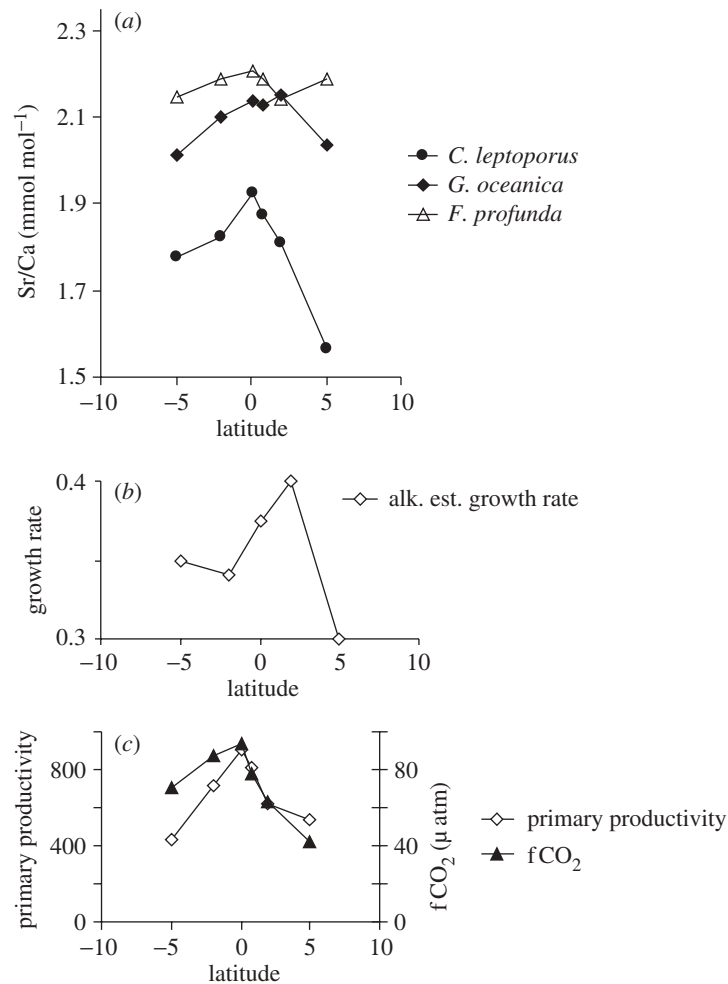 (a)
2.3
2.1
1.9
1.7
1.5
Sr/Ca (mmol mol⁻¹)
−10 −5 0 5 10
latitude
C. leptoporus
G. oceanica
F. profunda
(b)
0.4
0.3
growth rate
−10 −5 0 5 10
latitude
alk. est. growth rate
(c)
800
400
0
primary productivity
80
40
0
fCO₂ (μ atm)
−10 −5 0 5 10
latitude
primary productivity
fCO₂